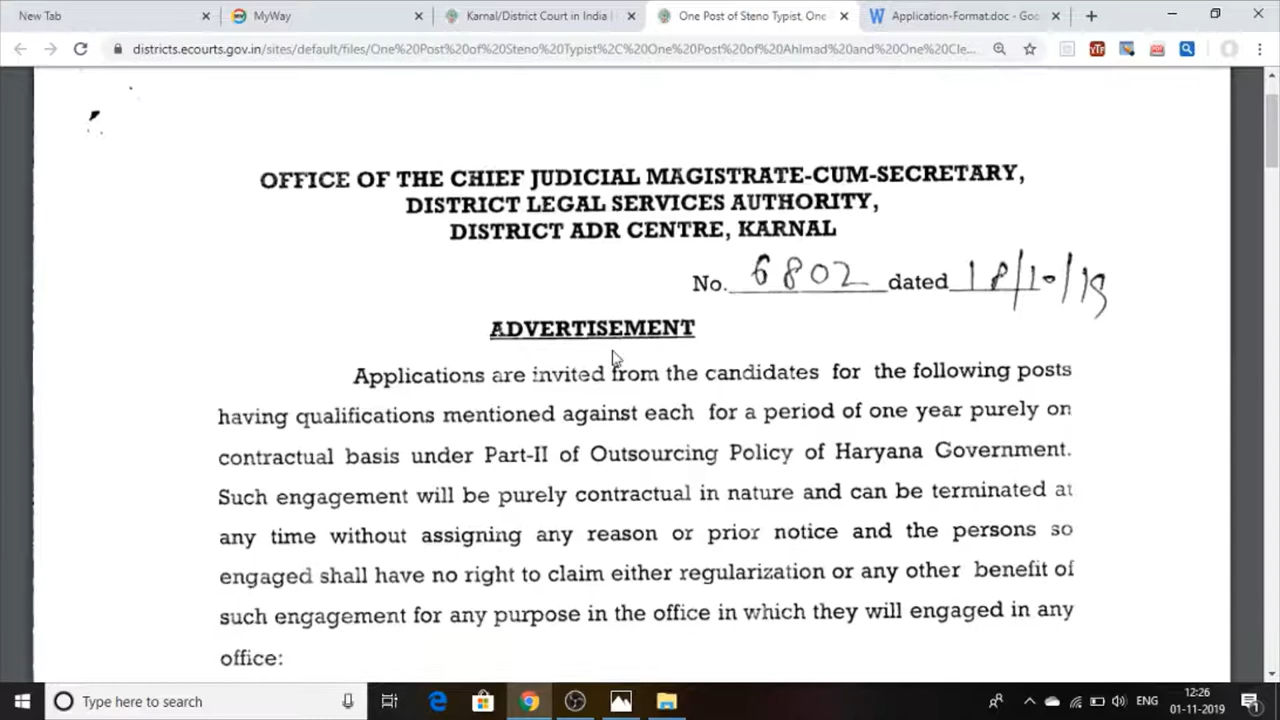 New Tab
MyWay
Karnal/District Court in India |
One Post of Steno Typist, One
Application-Format.doc - Goo
districts.ecourts.gov.in/sites/default/files/One%20Post%20of%20Steno%20Typist%2C%20One%20Post%20of%20Ahlmad%20and%20One%20Cle...
OFFICE OF THE CHIEF JUDICIAL MAGISTRATE-CUM-SECRETARY,
DISTRICT LEGAL SERVICES AUTHORITY,
DISTRICT ADR CENTRE, KARNAL
No. 6802 dated 18/10/19
ADVERTISEMENT
Applications are invited from the candidates for the following posts
having qualifications mentioned against each for a period of one year purely on
contractual basis under Part-II of Outsourcing Policy of Haryana Government.
Such engagement will be purely contractual in nature and can be terminated at
any time without assigning any reason or prior notice and the persons so
engaged shall have no right to claim either regularization or any other benefit of
such engagement for any purpose in the office in which they will engaged in any
office:
Type here to search
ENG
12:26
01-11-2019